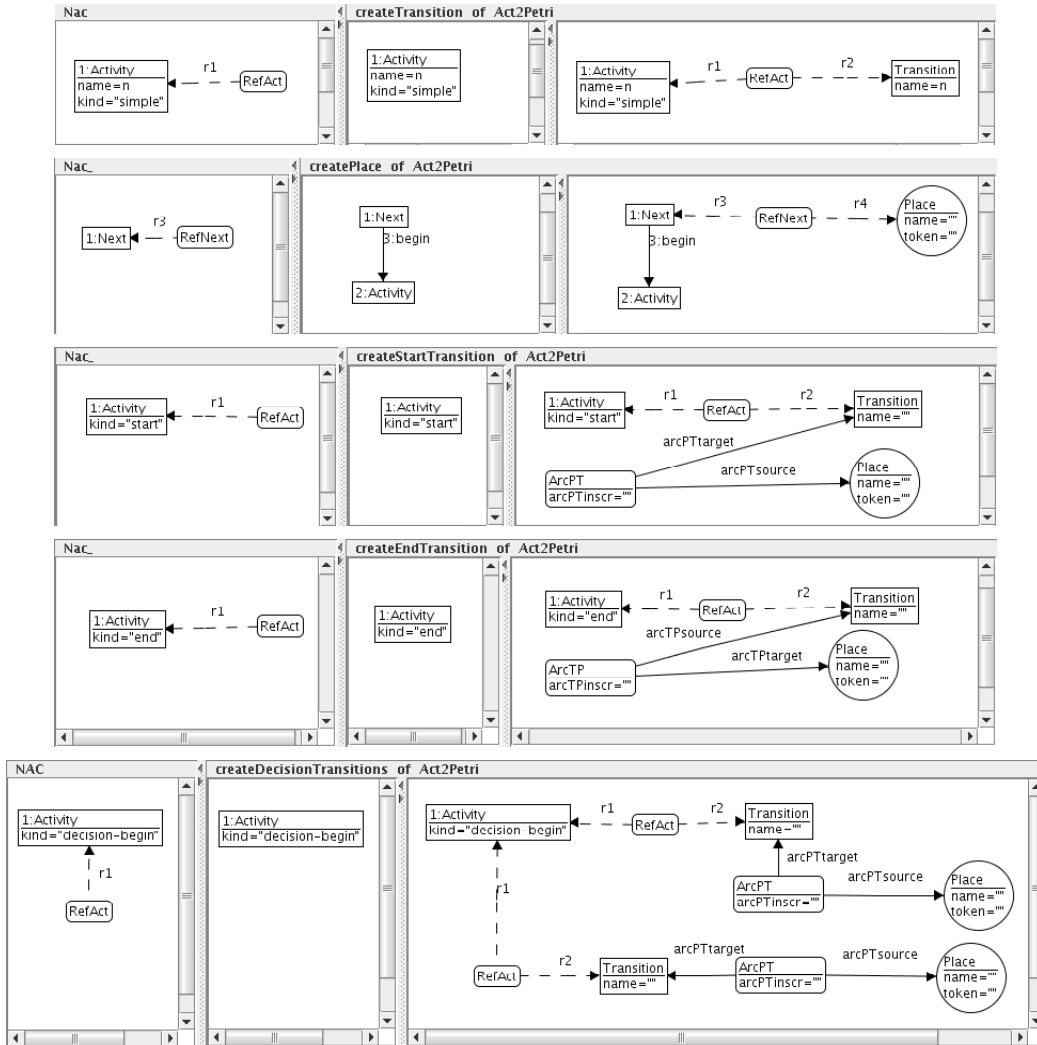 Nac
createTransition of Act2Petri
1:Activity
name=n
kind="simple"
r1
RefAct
1:Activity
name=n
kind="simple"
1:Activity
name=n
kind="simple"
r1
RefAct
r2
Transition
name=n
Nac_
createPlace of Act2Petri
1:Next
r3
RefNext
1:Next
3:begin
2:Activity
1:Next
r3
RefNext
r4
Place
name=""
token=""
3:begin
2:Activity
Nac_
createStartTransition of Act2Petri
1:Activity
kind="start"
r1
RefAct
1:Activity
kind="start"
1:Activity
kind="start"
r1
RefAct
r2
Transition
name=""
arcPTtarget
arcPTsource
ArcPT
arcPTinscr=""
Place
name=""
token=""
Nac_
createEndTransition of Act2Petri
1:Activity
kind="end"
r1
RefAct
1:Activity
kind="end"
1:Activity
kind="end"
r1
RefAct
r2
Transition
name=""
arcTPsource
arcTPtarget
ArcTP
arcTPinscr=""
Place
name=""
token=""
NAC
createDecisionTransitions of Act2Petri
1:Activity
kind="decision-begin"
r1
RefAct
1:Activity
kind="decision-begin"
1:Activity
kind="decision-begin"
r1
RefAct
r2
Transition
name=""
arcPTtarget
arcPTsource
ArcPT
arcPTinscr=""
Place
name=""
token=""
r1
RefAct
r2
Transition
name=""
arcPTtarget
ArcPT
arcPTinscr=""
arcPTsource
Place
name=""
token=""